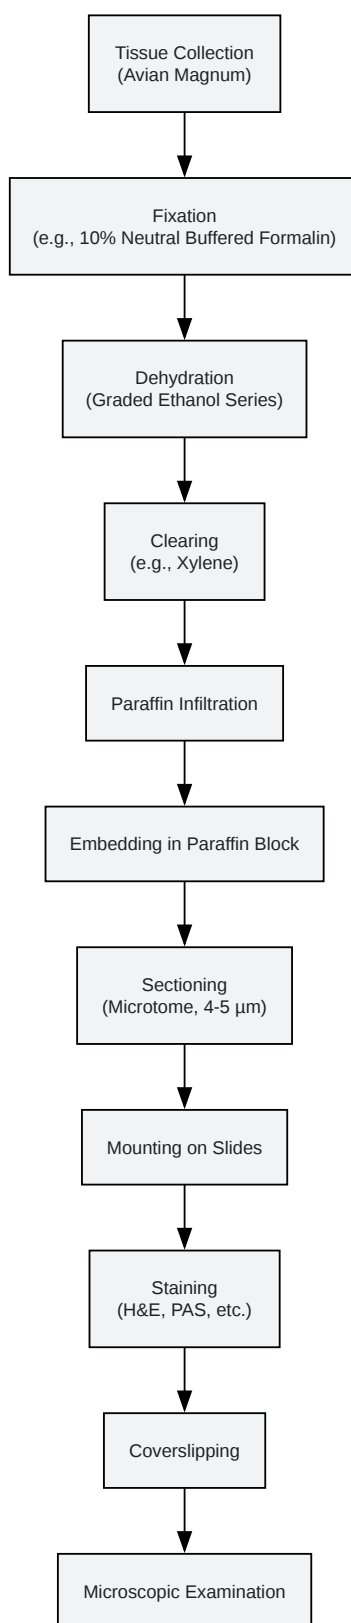 Tissue Collection
(Avian Magnum)
Fixation
(e.g., 10% Neutral Buffered Formalin)
Dehydration
(Graded Ethanol Series)
Clearing
(e.g., Xylene)
Paraffin Infiltration
Embedding in Paraffin Block
Sectioning
(Microtome, 4-5 µm)
Mounting on Slides
Staining
(H&E, PAS, etc.)
Coverslipping
Microscopic Examination